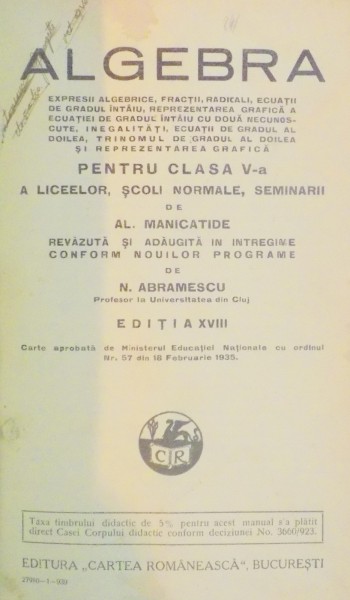 ALGEBRA
EXPRESII ALGEBRICE, FRACȚII, RADICALI, ECUAȚII
DE GRADUL ÎNTÂIU, REPREZENTAREA GRAFICĂ A
ECUAȚIEI DE GRADUL ÎNTÂIU CU DOUĂ NECUNOS-
CUTE, INEGALITĂȚI, ECUAȚII DE GRADUL AL
DOILEA, TRINOMUL DE GRADUL AL DOILEA
ȘI REPREZENTAREA GRAFICĂ
PENTRU CLASA V-a
A LICEELOR, ȘCOLI NORMALE, SEMINARII
DE
AL. MANICATIDE
REVĂZUTĂ ȘI ADĂUGITĂ IN INTREGIME
CONFORM NOUILOR PROGRAME
DE
N. ABRAMESCU
Profesor la Universitatea din Cluj
EDIȚIA XVIII
Carte aprobată de Ministerul Educației Naționale cu ordinul
Nr. 57 din 18 Februarie 1935.
CR
Taxa timbrului didactic de 5% pentru acest manual s'a plătit
direct Casei Corpului didactic conform deciziunei No. 3660/923.
EDITURA „CARTEA ROMÂNEASCĂ“, BUCUREȘTI